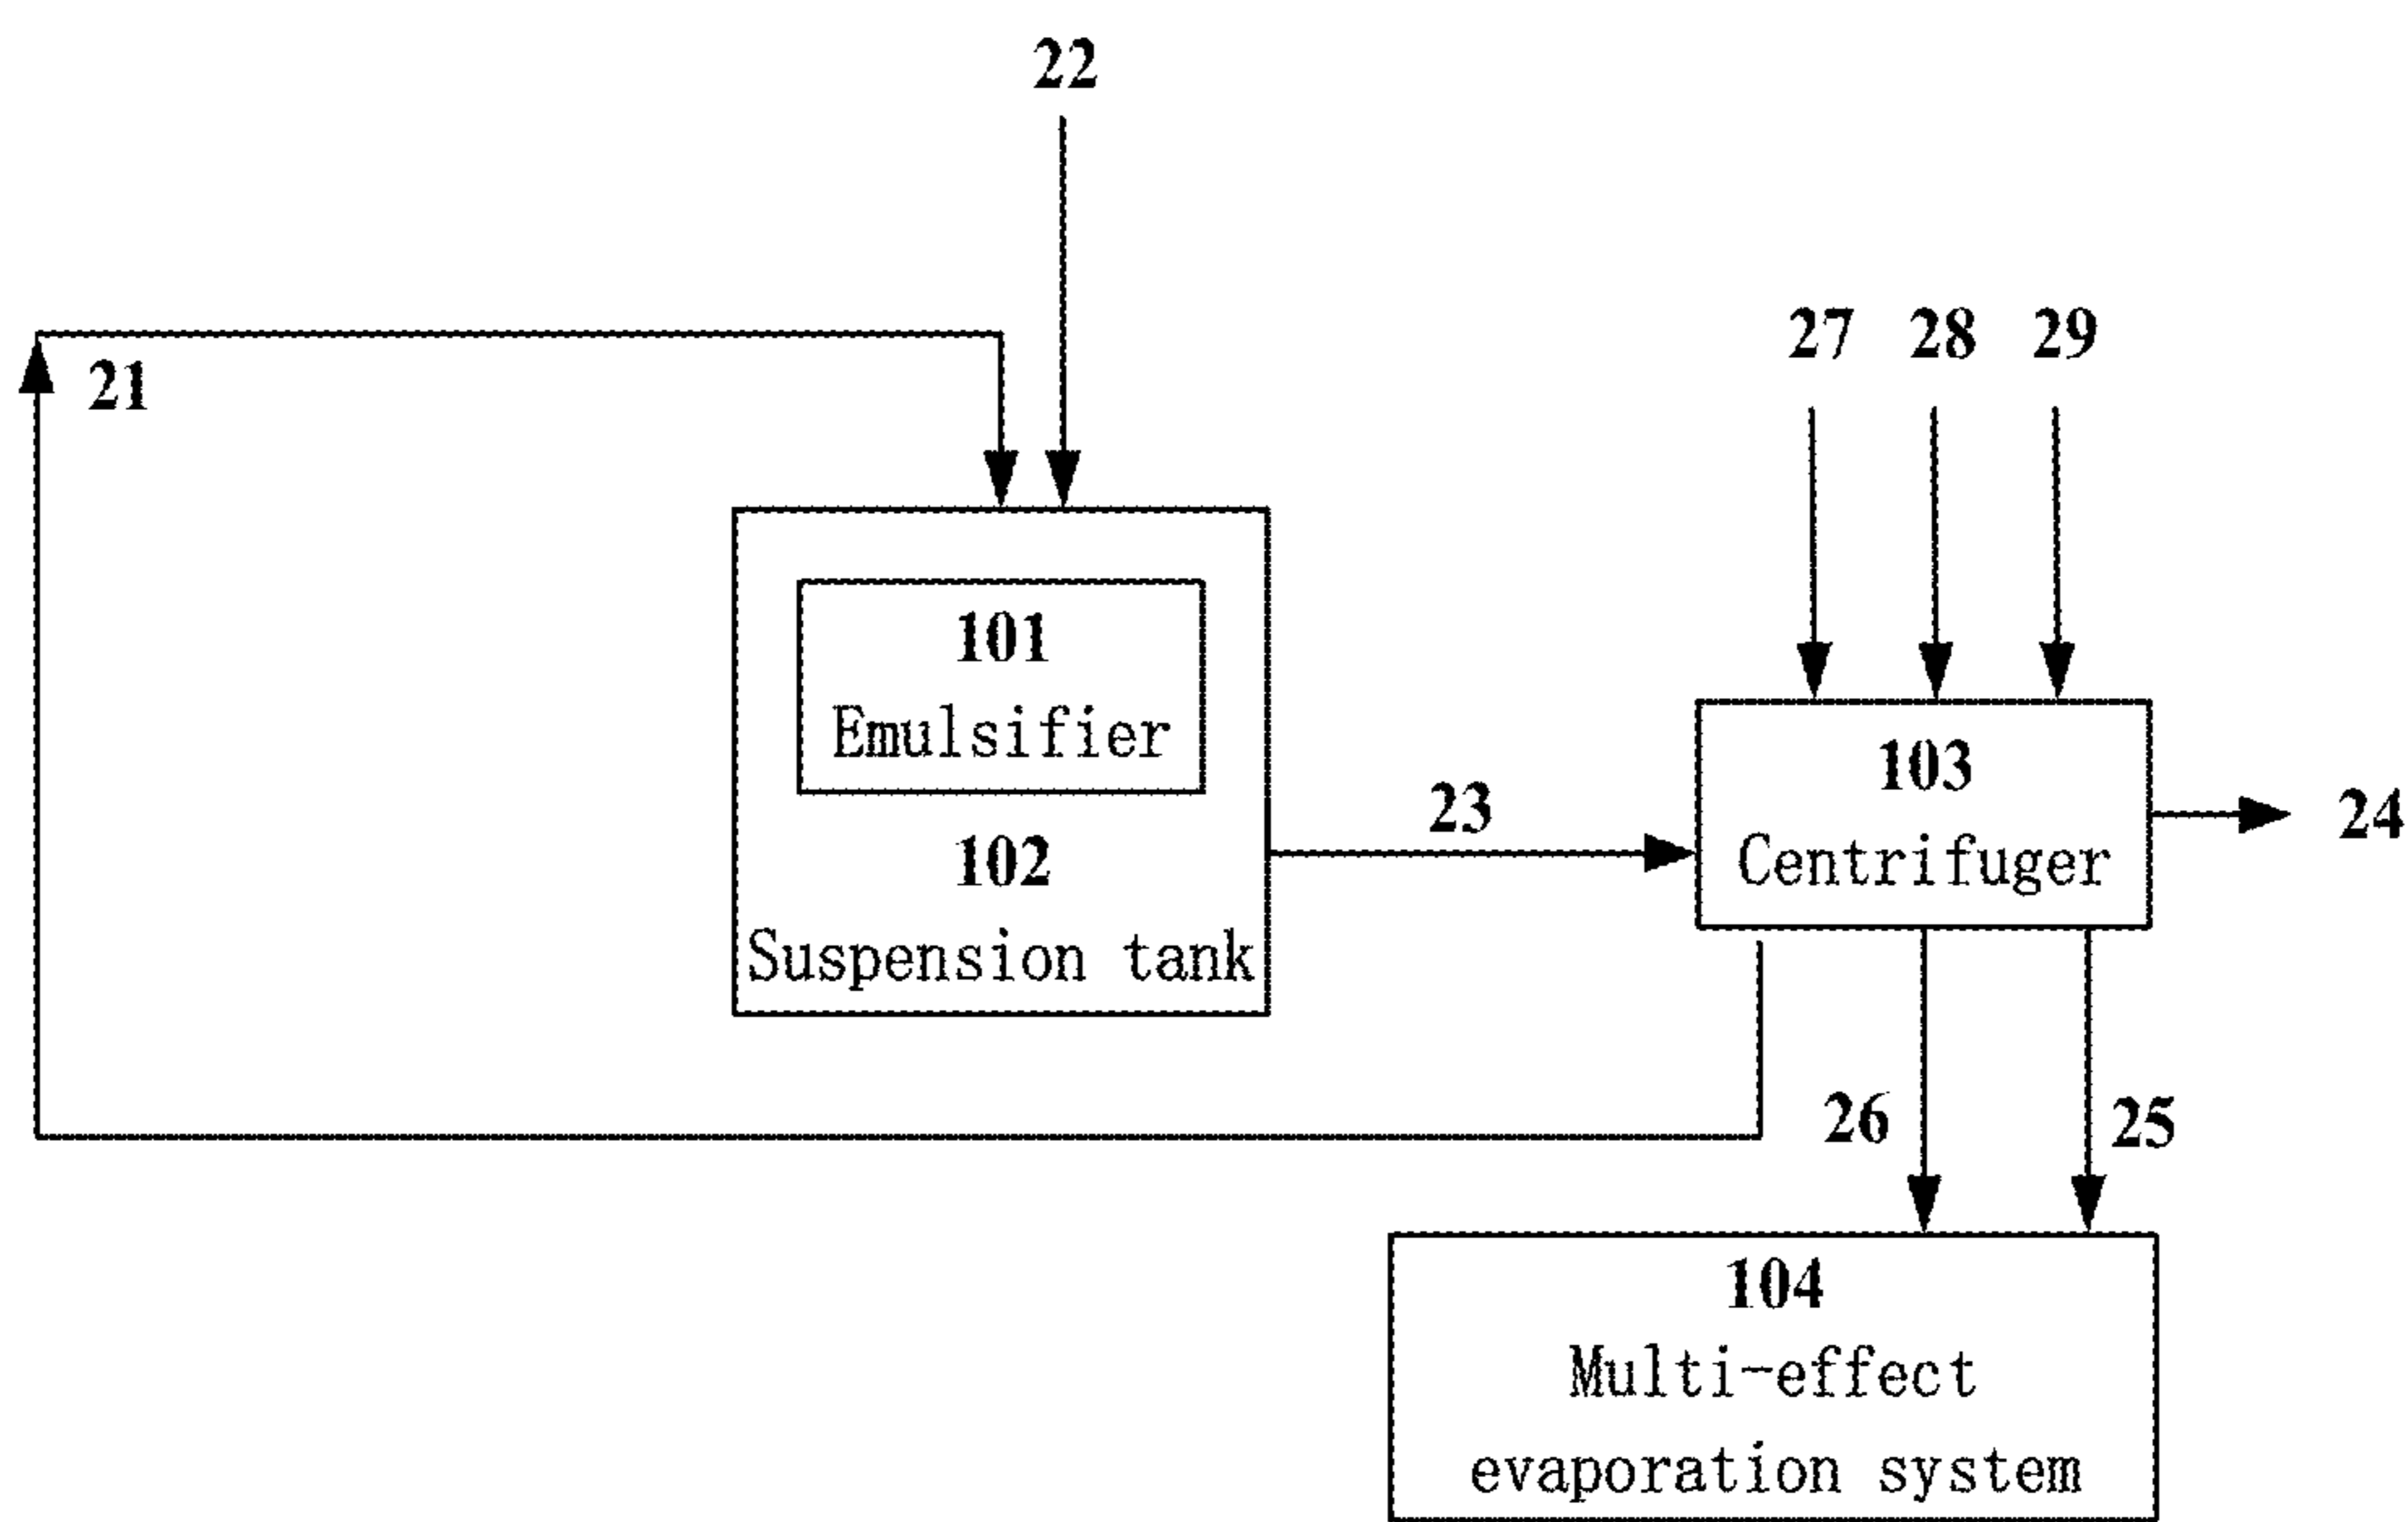 22
27 28 29
21
101
Emulsifier
102
Suspension tank
23
103
Centrifuger
24
26
25
104
Multi-effect
evaporation system